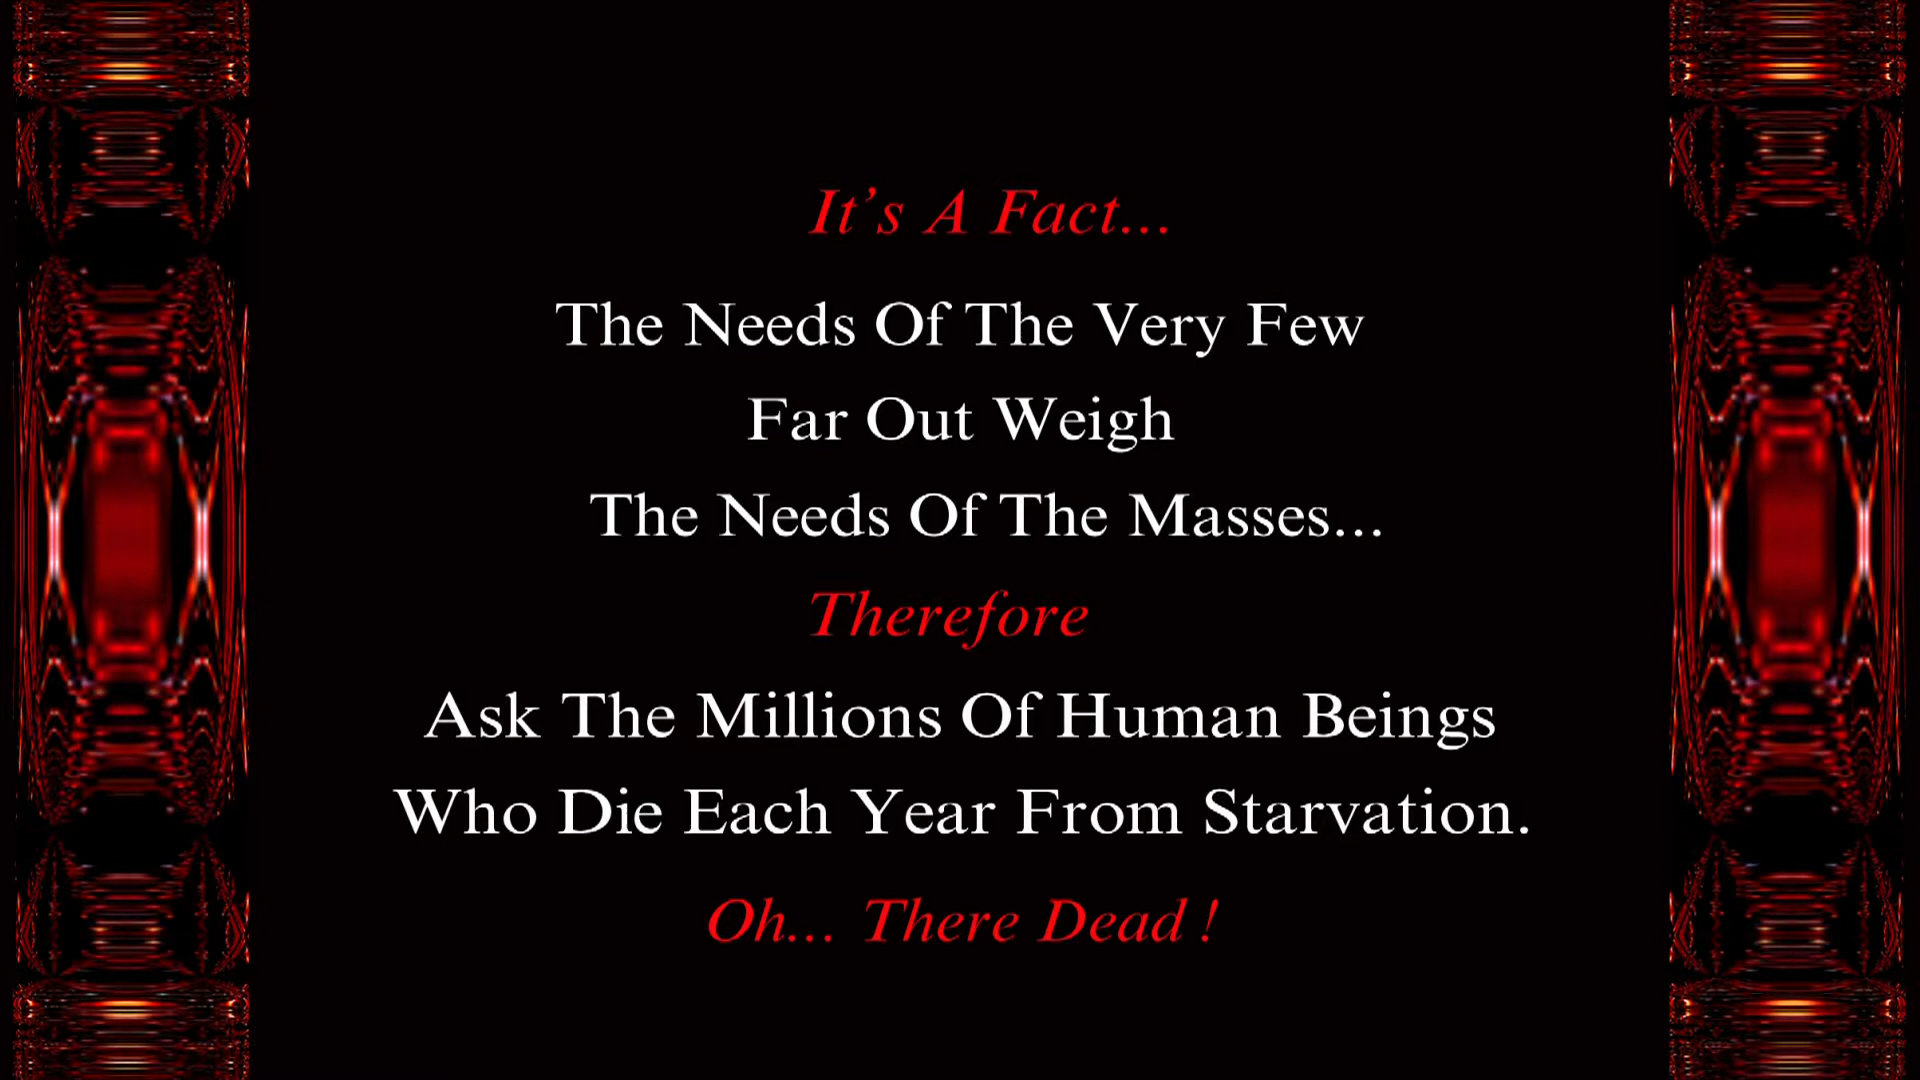 It’s A Fact...
The Needs Of The Very Few
Far Out Weigh
The Needs Of The Masses...
Therefore
Ask The Millions Of Human Beings
Who Die Each Year From Starvation.
Oh... There Dead !